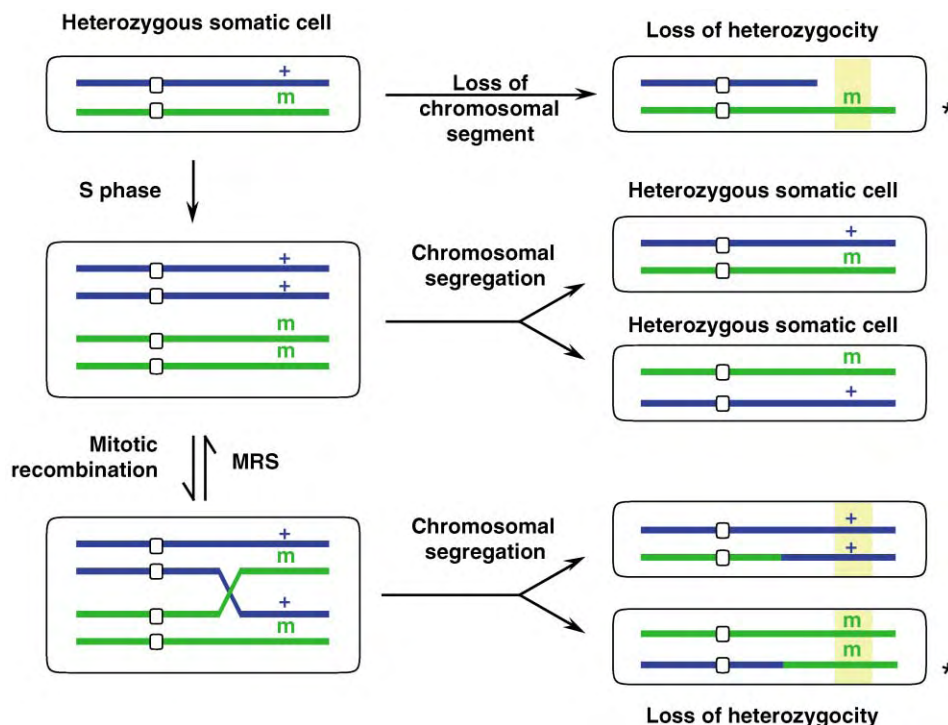 Heterozygous somatic cell
+
m
Loss of
chromosomal
segment
Loss of heterozygocity
m
*
S phase
+
+
m
m
Chromosomal
segregation
Heterozygous somatic cell
+
m
Heterozygous somatic cell
m
+
Mitotic
recombination
MRS
+
m
+
m
Chromosomal
segregation
+
+
m
m
*
Loss of heterozygocity